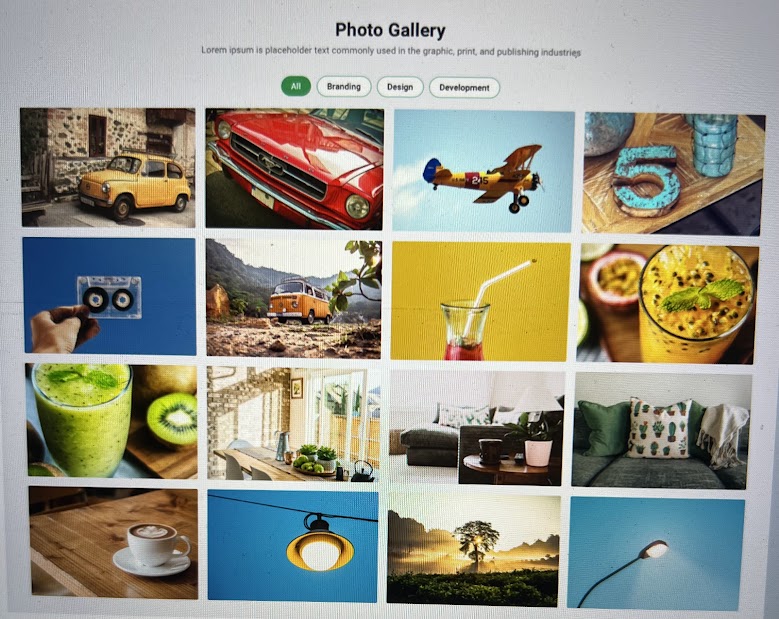 Photo Gallery
Lorem ipsum is placeholder text commonly used in the graphic, print, and publishing industries
All
Branding
Design
Development
5